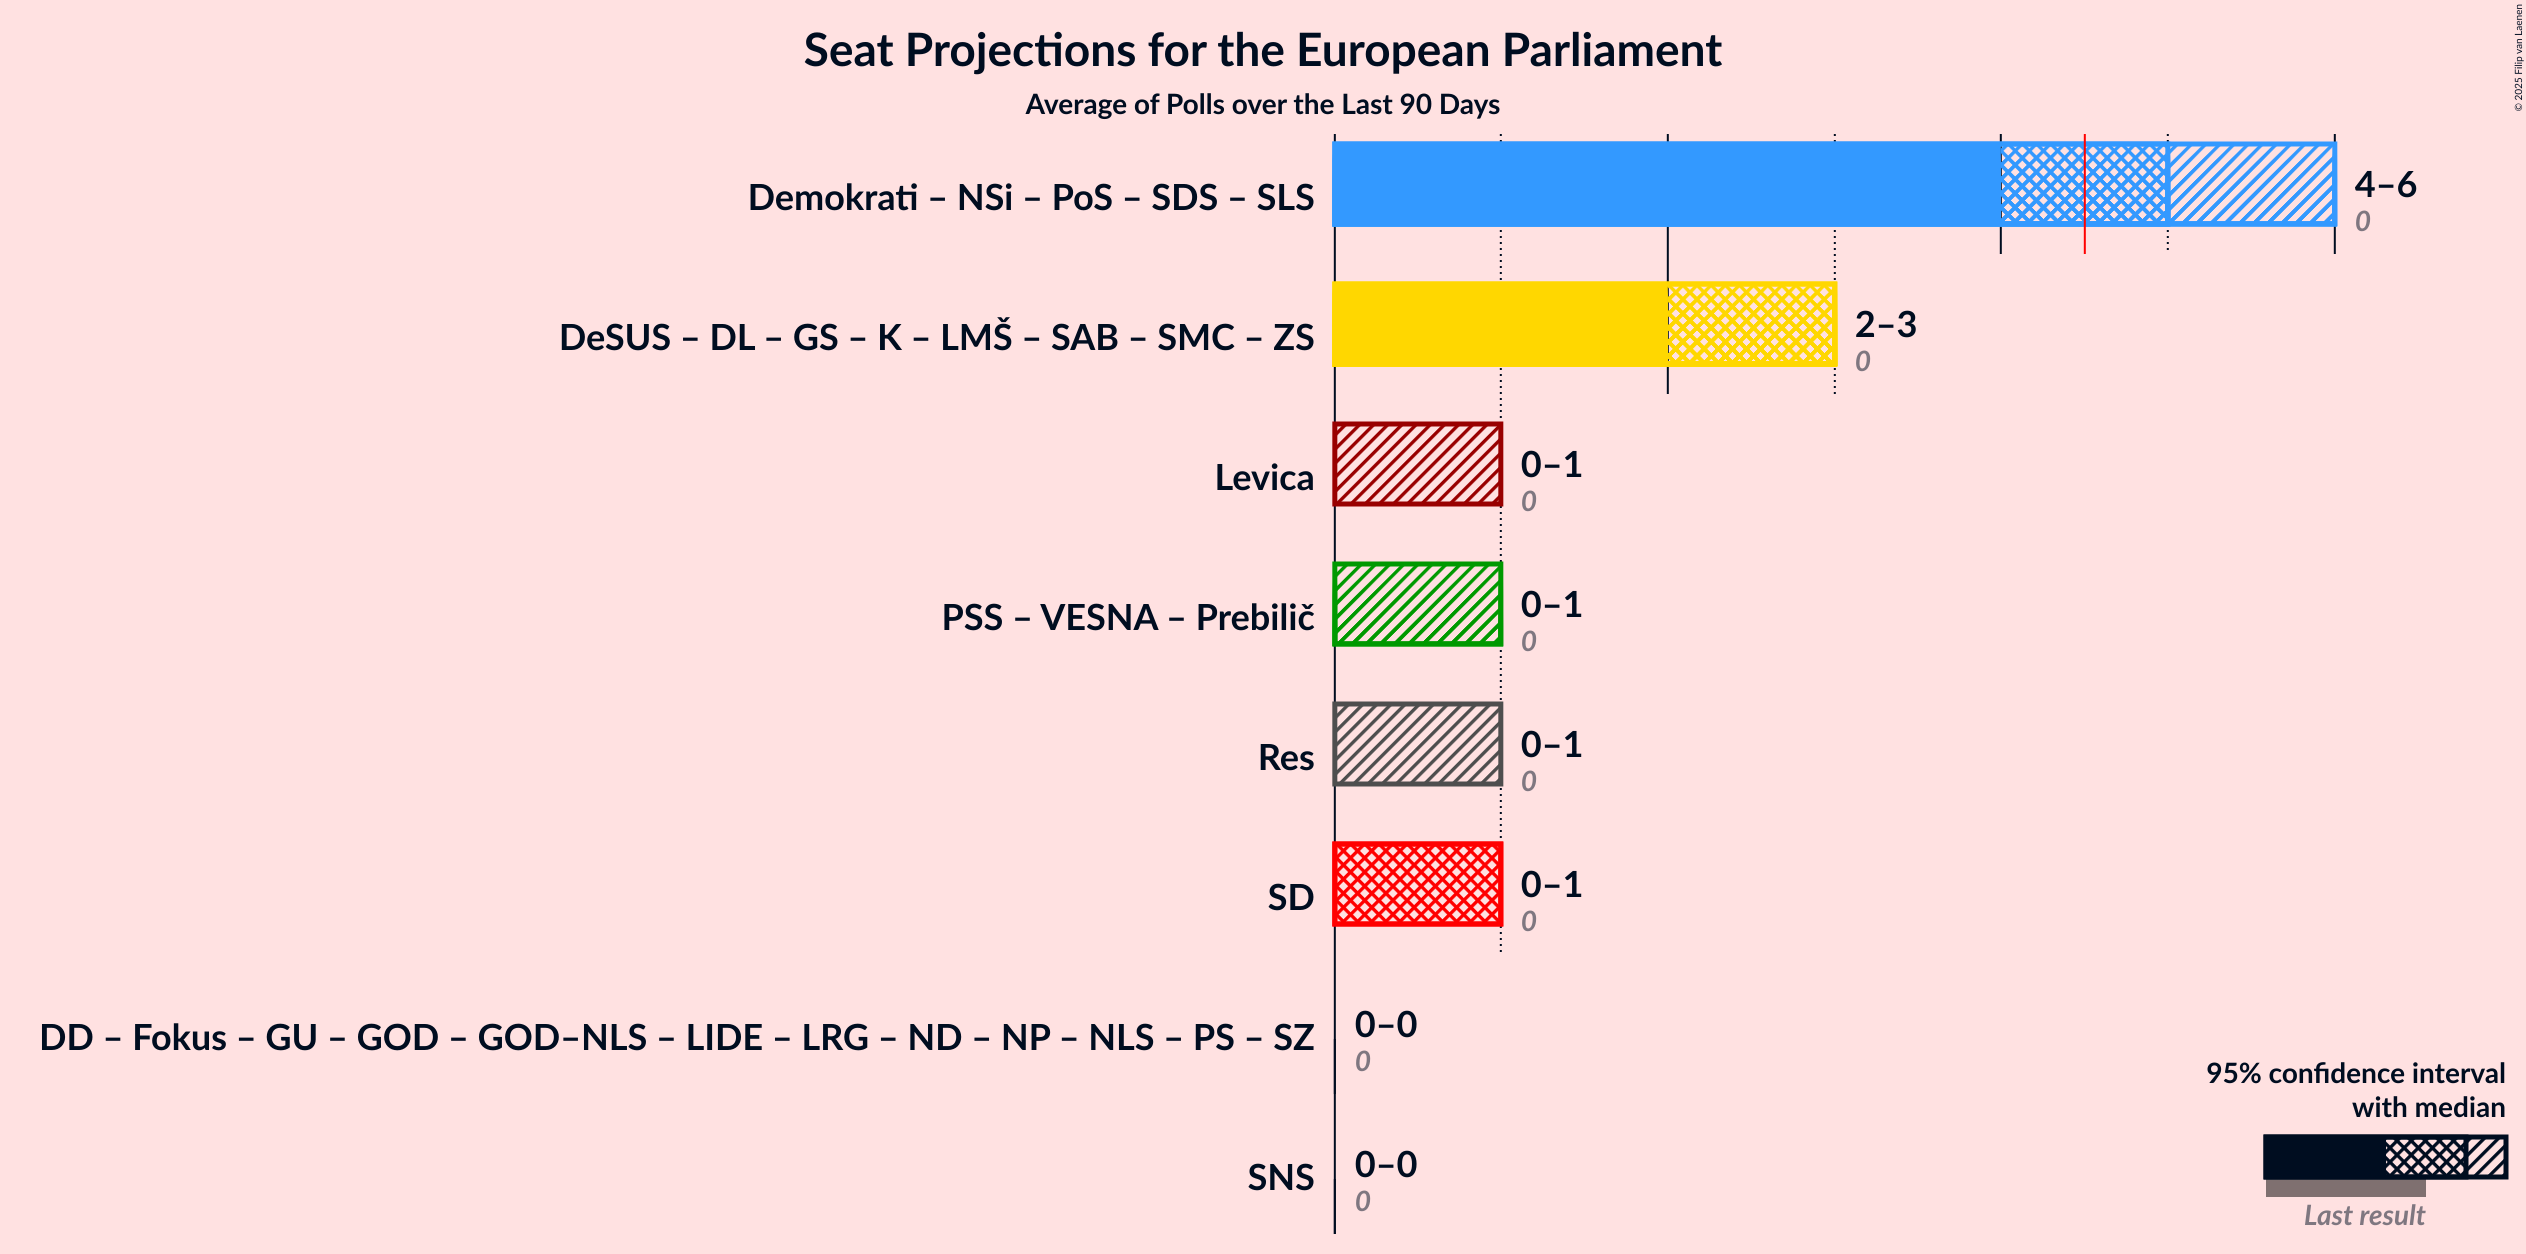 Seat Projections for the European Parliament
Average of Polls over the Last 90 Days
© 2025 Filip van Laenen
Demokrati – NSi – PoS – SDS – SLS
4–6
0
DeSUS – DL – GS – K – LMŠ – SAB – SMC – ZS
2–3
0
Levica
0–1
0
PSS – VESNA – Prebilič
0–1
0
Res
0–1
0
SD
0–1
0
DD – Fokus – GU – GOD – GOD–NLS – LIDE – LRG – ND – NP – NLS – PS – SZ
0–0
0
SNS
0–0
0
95% confidence interval
with median
Last result